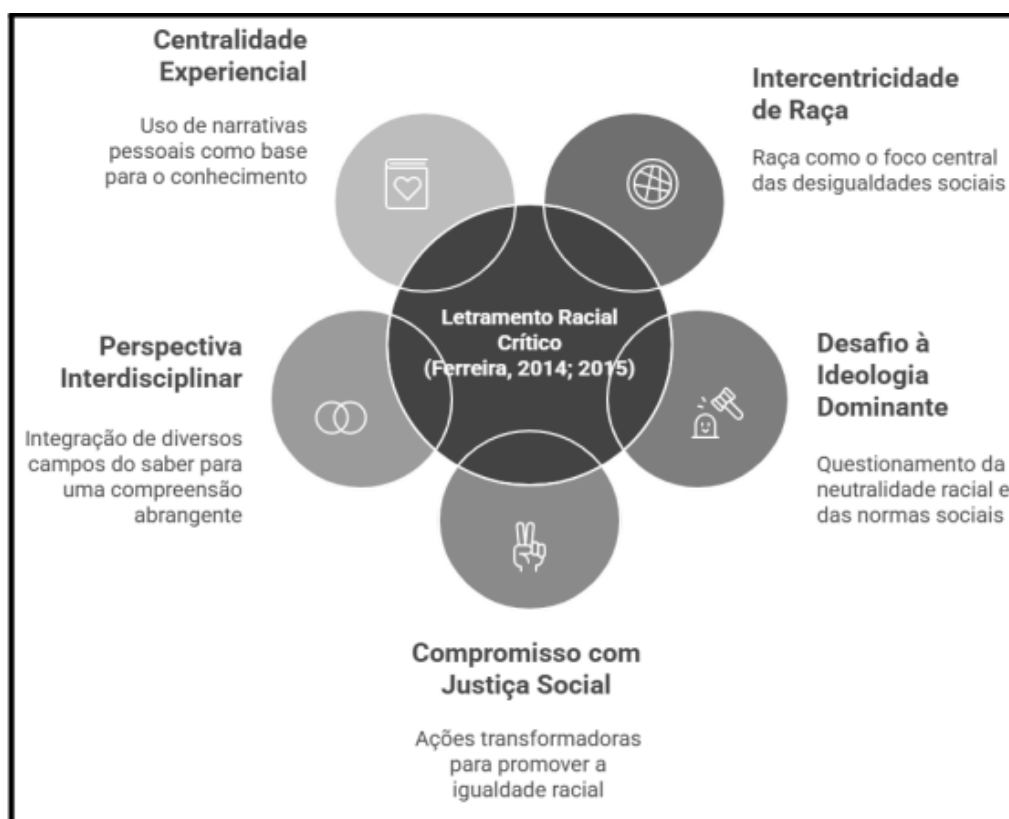 Centralidade
Experiencial
Uso de narrativas
pessoais como base
para o conhecimento
Intercentricidade
de Raça
Raça como o foco central
das desigualdades sociais
Letramento Racial
Crítico
(Ferreira, 2014; 2015)
Perspectiva
Interdisciplinar
Integração de diversos
campos do saber para
uma compreensão
abrangente
Desafio à
Ideologia
Dominante
Questionamento da
neutralidade racial e
das normas sociais
Compromisso com
Justiça Social
Ações transformadoras
para promover a
igualdade racial